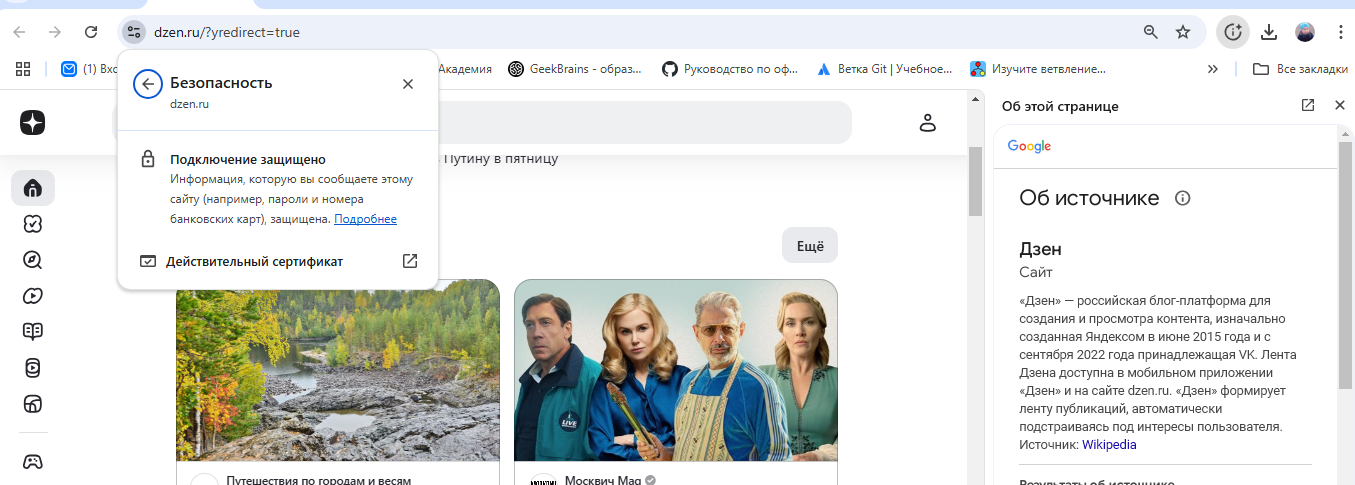 dzen.ru/?yredirect=true
(1) Вхо
Академия
GeekBrains - образ...
Руководство по оф...
Ветка Git | Учебное...
Изучите ветвление...
Все закладки
Безопасность
dzen.ru
Подключение защищено
Информация, которую вы сообщаете этому
сайту (например, пароли и номера
банковских карт), защищена. Подробнее
Действительный сертификат
Путину в пятницу
Ещё
LIVE
Путешествия по городам и весям
Москвич Mag
Об этой странице
Google
Об источнике
Дзен
Сайт
«Дзен» — российская блог-платформа для
создания и просмотра контента, изначально
созданная Яндексом в июне 2015 года и с
сентября 2022 года принадлежащая VK. Лента
Дзена доступна в мобильном приложении
«Дзен» и на сайте dzen.ru. «Дзен» формирует
ленту публикаций, автоматически
подстраиваясь под интересы пользователя.
Источник: Wikipedia
Результаты об источнике